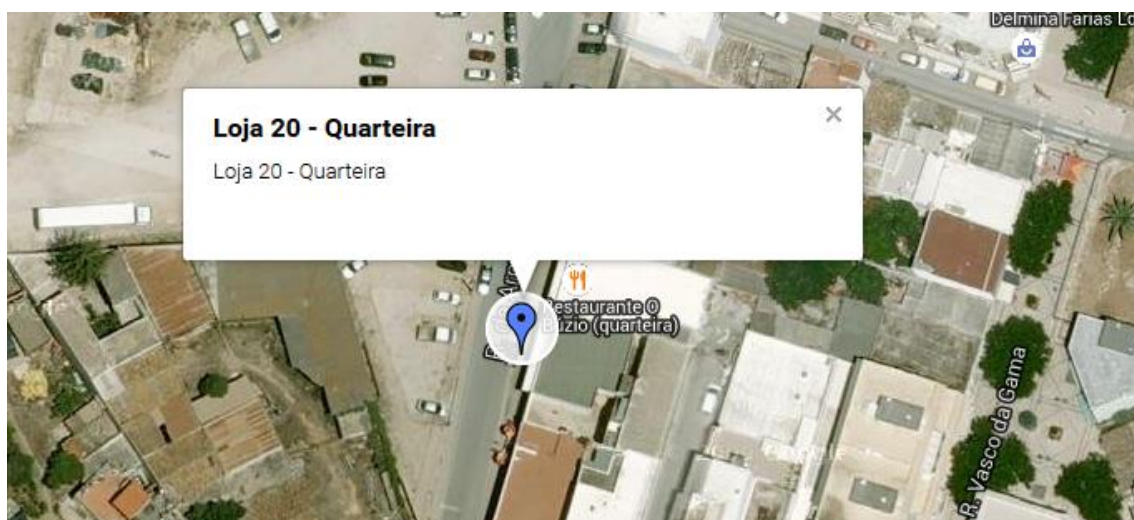 Delmina Farias Lo
Loja 20 - Quarteira
Loja 20 - Quarteira
Restaurante O
Búzio (quarteira)
R. Vasco da Gama